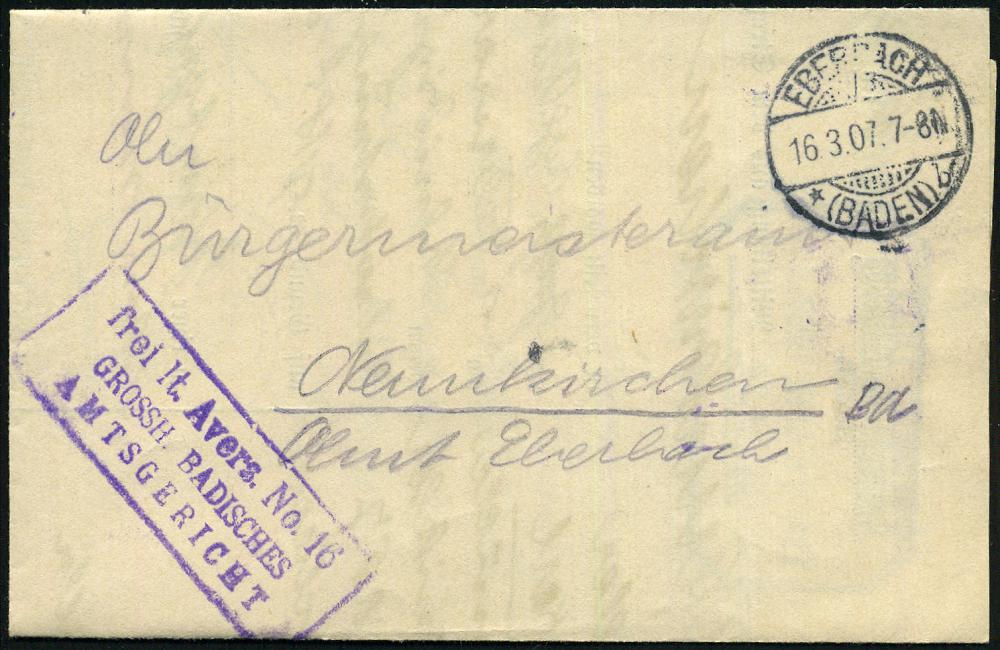 EBERBACH
16.3.07.7-8N.
* (BADEN) b
An
Bürgermeisteramt
Neunkirchen Bd.
Amt Eberbach
frei lt. Avers. No. 16
GROSSH. BADISCHES
AMTSGERICHT